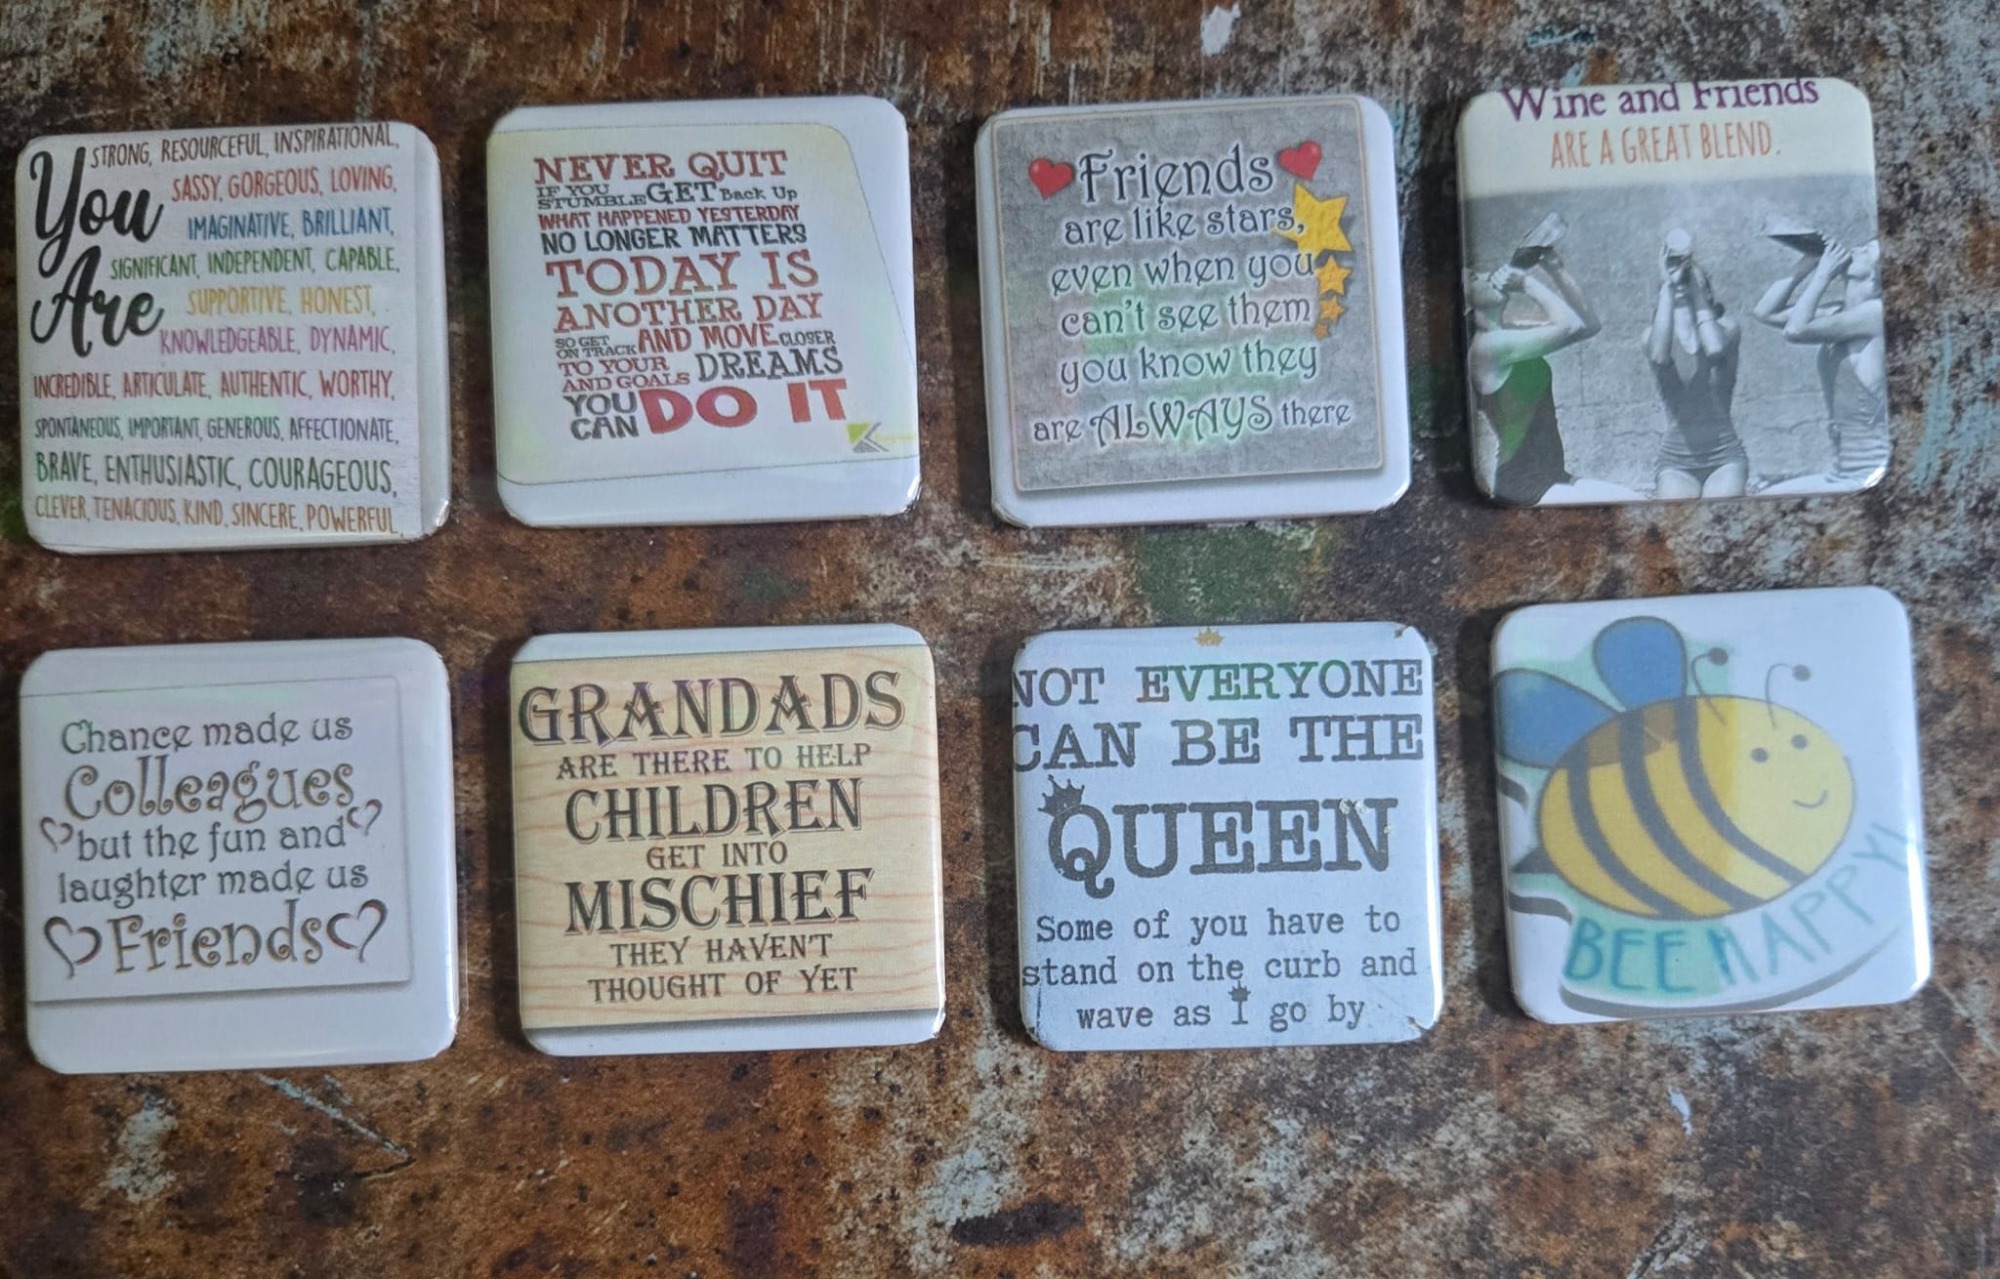 You Are
STRONG, RESOURCEFUL, INSPIRATIONAL,
SASSY, GORGEOUS, LOVING,
IMAGINATIVE, BRILLIANT,
SIGNIFICANT, INDEPENDENT, CAPABLE,
SUPPORTIVE, HONEST,
KNOWLEDGEABLE, DYNAMIC,
INCREDIBLE, ARTICULATE, AUTHENTIC, WORTHY,
SPONTANEOUS, IMPORTANT, GENEROUS, AFFECTIONATE,
BRAVE, ENTHUSIASTIC, COURAGEOUS,
CLEVER, TENACIOUS, KIND, SINCERE, POWERFUL
NEVER QUIT
IF YOU STUMBLE GET Back Up
WHAT HAPPENED YESTERDAY
NO LONGER MATTERS
TODAY IS
ANOTHER DAY
SO GET ON TRACK AND MOVE CLOSER
TO YOUR DREAMS
AND GOALS
YOU CAN DO IT
Friends
are like stars,
even when you
can't see them
you know they
are ALWAYS there
Wine and Friends
ARE A GREAT BLEND.
Chance made us
Colleagues
but the fun and
laughter made us
Friends
GRANDADS
ARE THERE TO HELP
CHILDREN
GET INTO
MISCHIEF
THEY HAVEN'T
THOUGHT OF YET
NOT EVERYONE
CAN BE THE
QUEEN
Some of you have to
stand on the curb and
wave as I go by
BEE HAPPY!